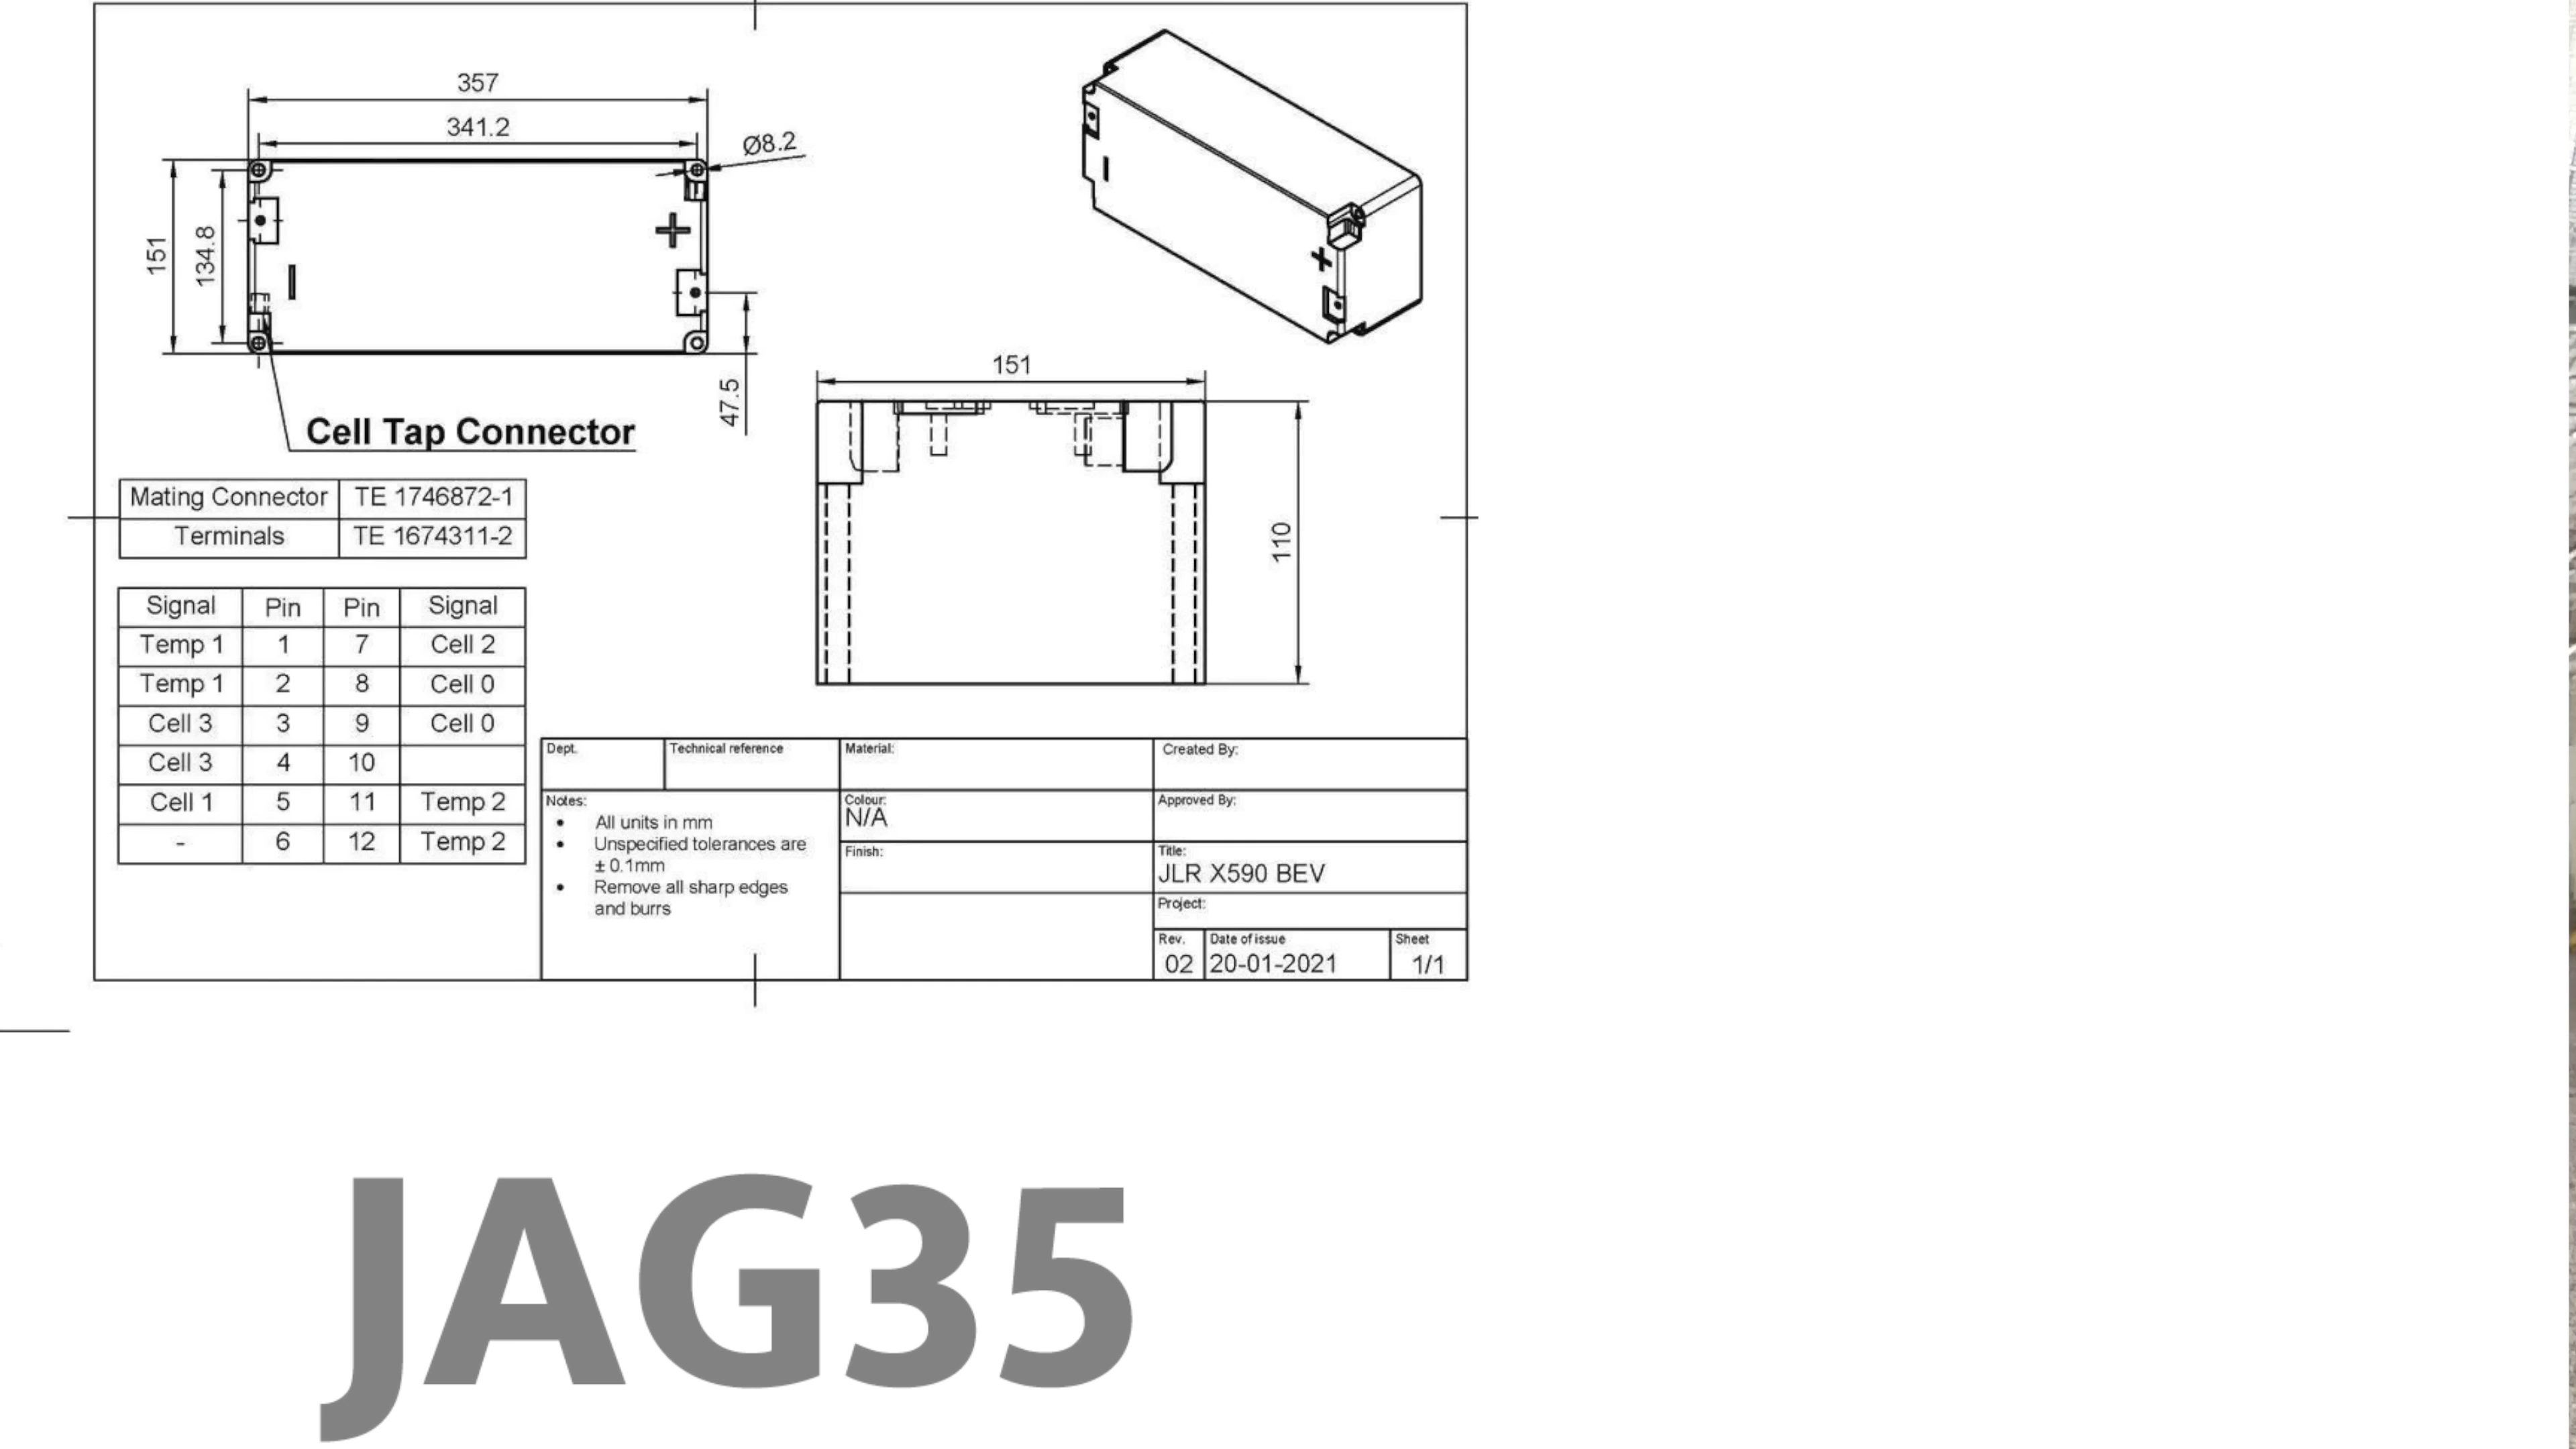 357
341.2
Ø8.2
151
134.8
+
–
47.5
Cell Tap Connector
–
+
151
110
Mating Connector TE 1746872-1
Terminals TE 1674311-2
Signal Pin Pin Signal
Temp 1 1 7 Cell 2
Temp 1 2 8 Cell 0
Cell 3 3 9 Cell 0
Cell 3 4 10
Cell 1 5 11 Temp 2
- 6 12 Temp 2
Dept. Technical reference Material: Created By:
Notes:
• All units in mm
• Unspecified tolerances are
± 0.1mm
• Remove all sharp edges
and burrs
Colour:
N/A
Finish:
Approved By:
Title:
JLR X590 BEV
Project:
Rev. Date of issue Sheet
02 20-01-2021 1/1
JAG35